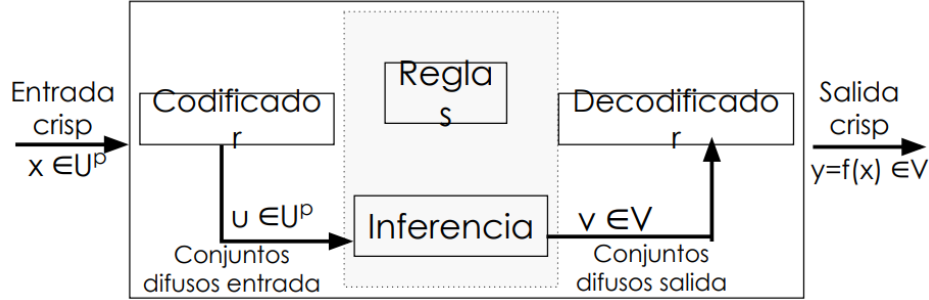 Entrada
crisp
x ∈U^p
Codificado
r
u ∈U^p
Conjuntos
difusos entrada
Regla
s
Inferencia
Decodificado
r
v ∈V
Conjuntos
difusos salida
Salida
crisp
y=f(x) ∈V